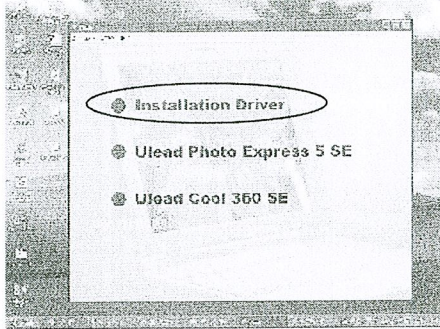 Installation Driver
Ulead Photo Express 5 SE
Ulead Cool 360 SE